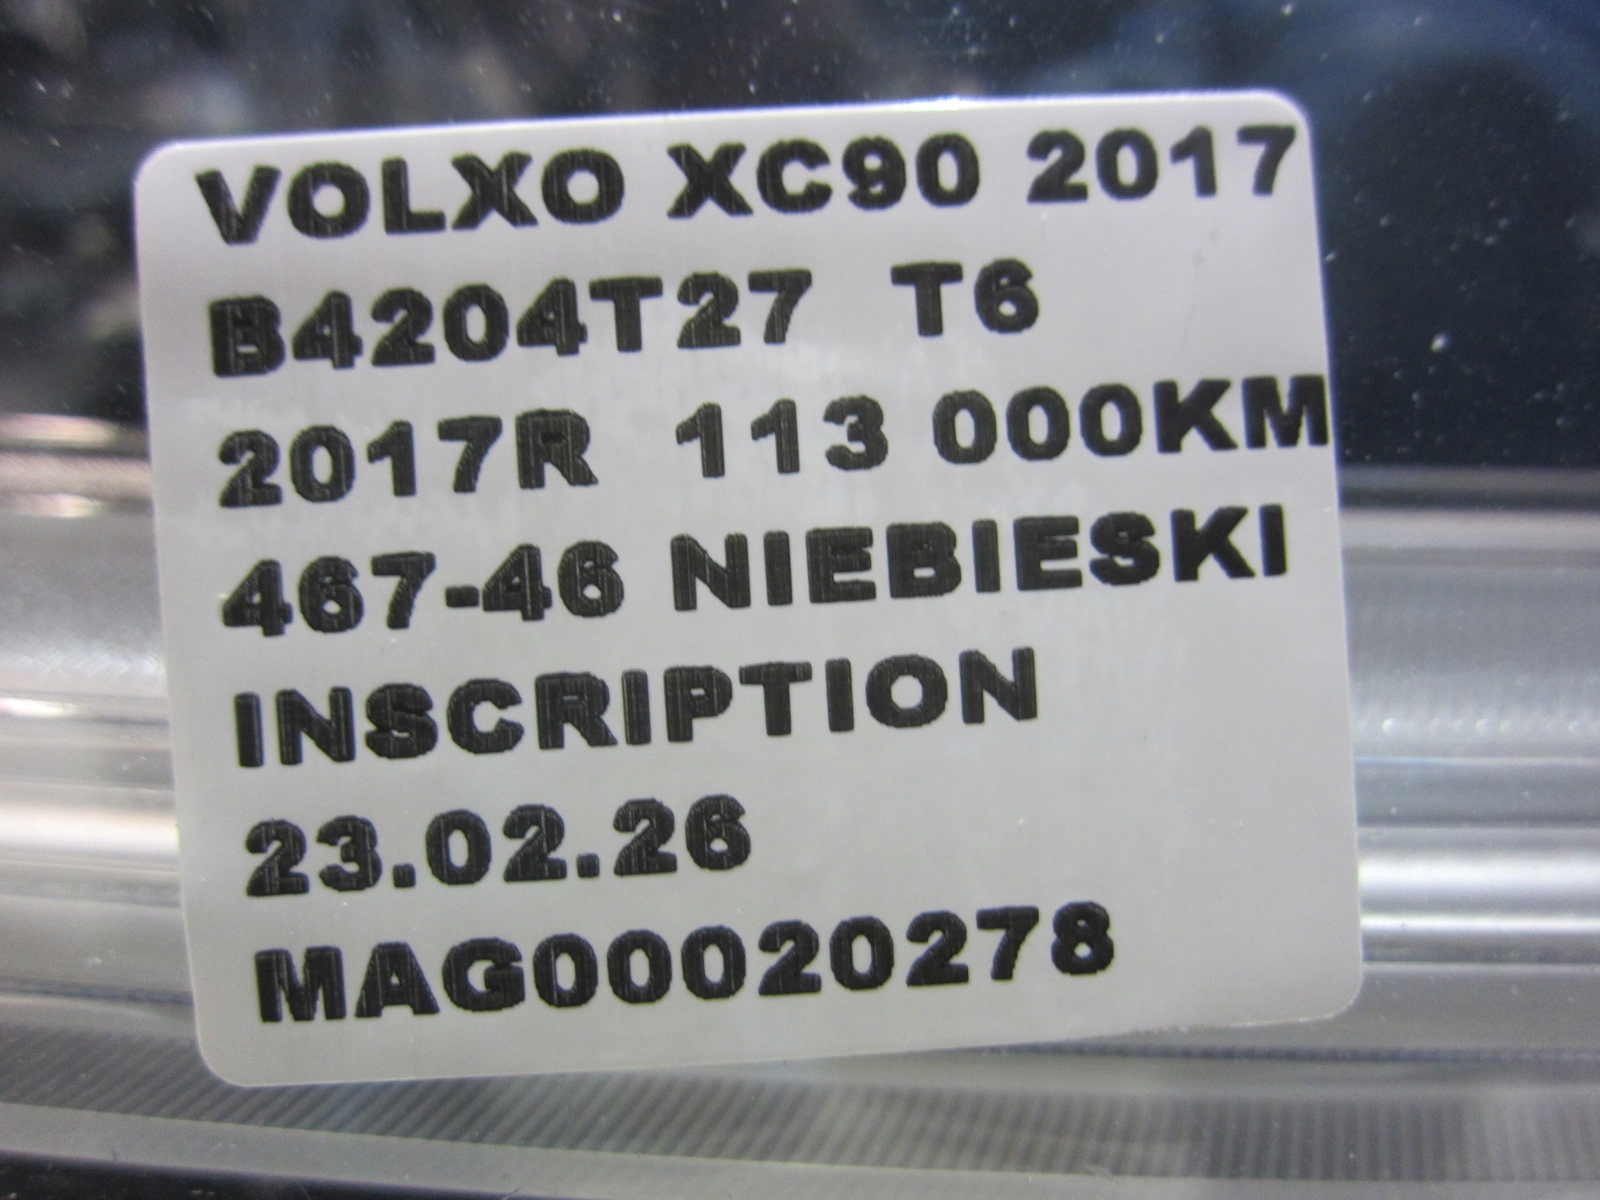 VOLXO XC90 2017
B4204T27 T6
2017R 113 000KM
467-46 NIEBIESKI
INSCRIPTION
23.02.26
MAG00020278